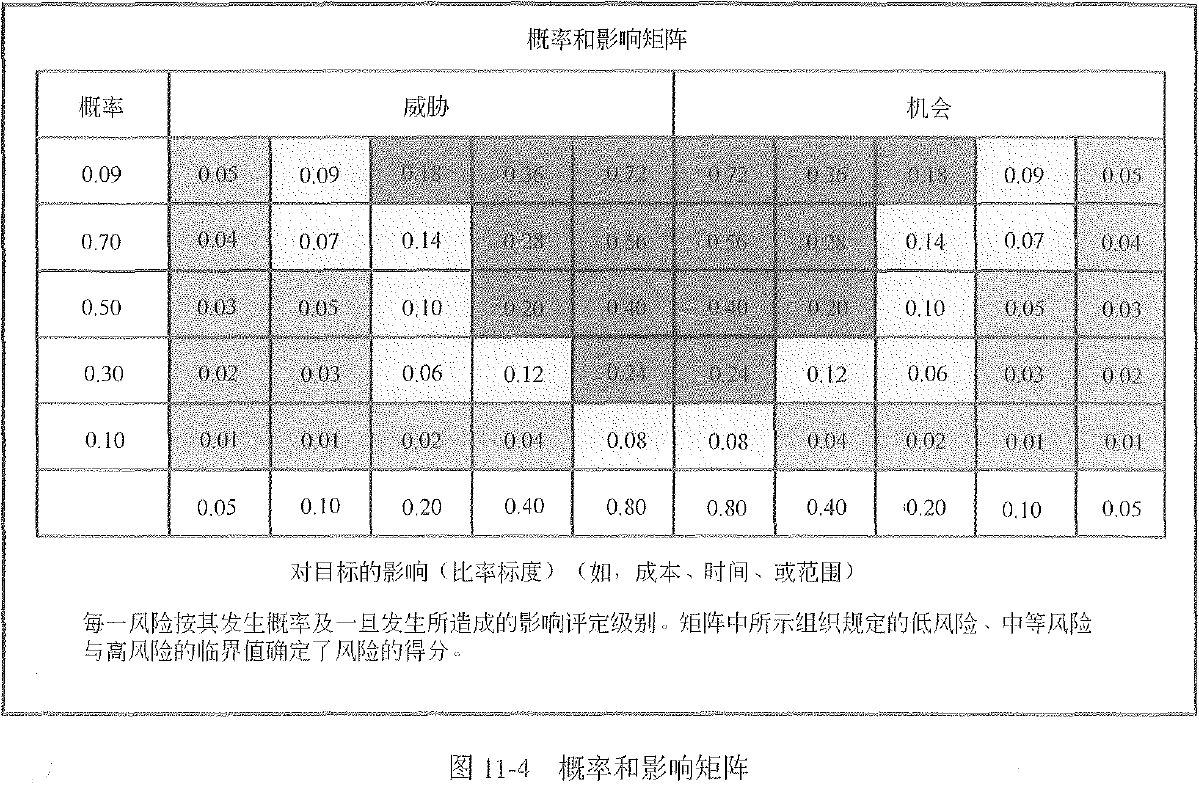 概率和影响矩阵
概率 威胁 机会
0.09 0.05 0.09 0.18 0.36 0.72 0.72 0.36 0.18 0.09 0.05
0.70 0.04 0.07 0.14 0.28 0.56 0.56 0.28 0.14 0.07 0.04
0.50 0.03 0.05 0.10 0.20 0.40 0.40 0.20 0.10 0.05 0.03
0.30 0.02 0.03 0.06 0.12 0.24 0.24 0.12 0.06 0.03 0.02
0.10 0.01 0.01 0.02 0.04 0.08 0.08 0.04 0.02 0.01 0.01
0.05 0.10 0.20 0.40 0.80 0.80 0.40 0.20 0.10 0.05
对目标的影响（比率标度）（如，成本、时间、或范围）
每一风险按其发生概率及一旦发生所造成的影响评定级别。矩阵中所示组织规定的低风险、中等风险
与高风险的临界值确定了风险的得分。
图 11-4 概率和影响矩阵